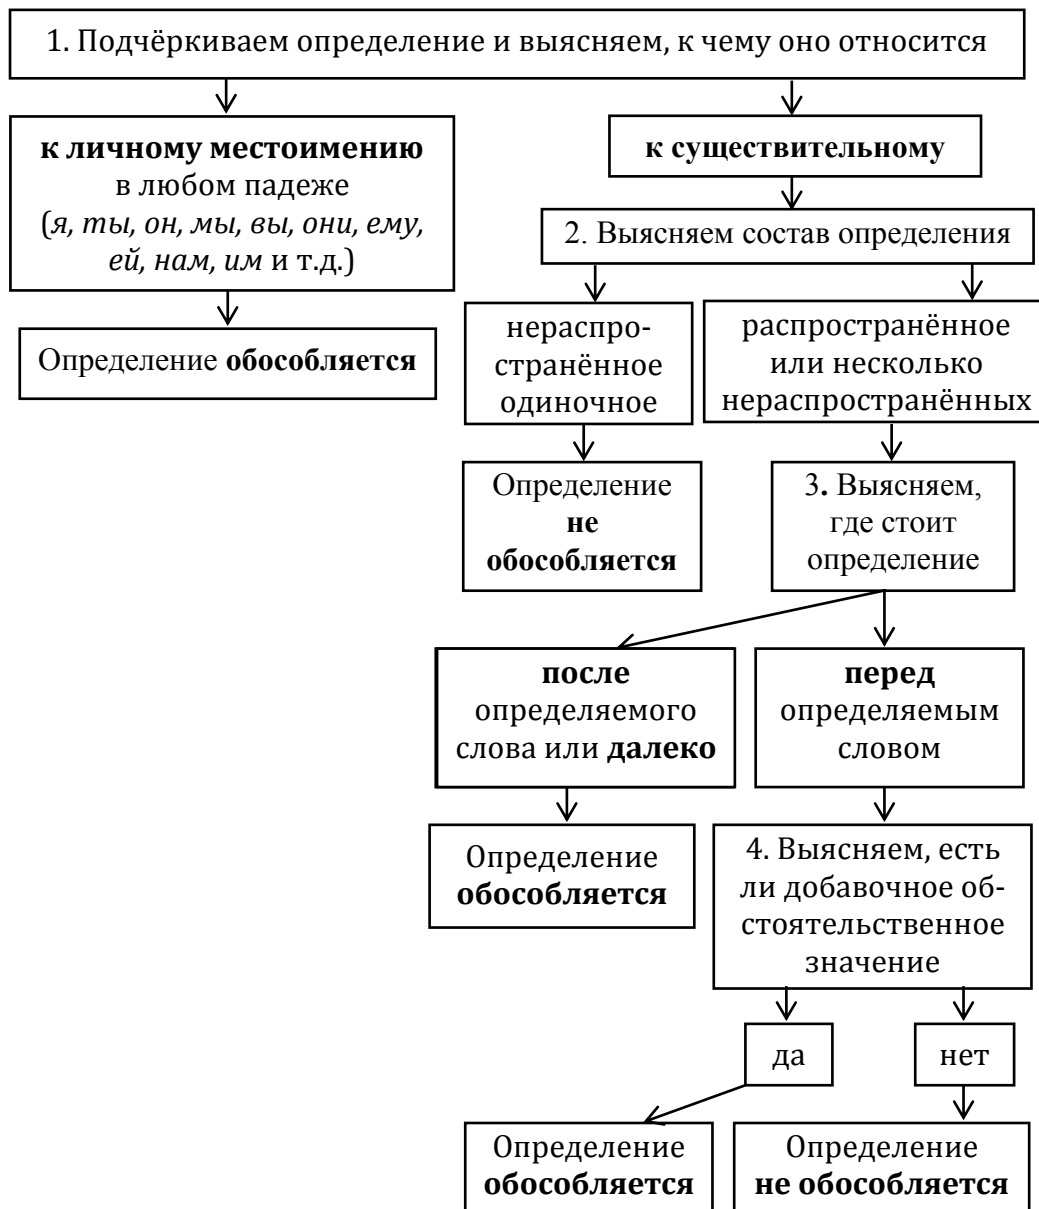 1. Подчёркиваем определение и выясняем, к чему оно относится
к личному местоимению
в любом падеже
(я, ты, он, мы, вы, они, ему,
ей, нам, им и т.д.)
Определение обособляется
к существительному
2. Выясняем состав определения
нераспро-
странённое
одиночное
Определение
не
обособляется
распространённое
или несколько
нераспространённых
3. Выясняем,
где стоит
определение
после
определяемого
слова или далеко
Определение
обособляется
перед
определяемым
словом
4. Выясняем, есть
ли добавочное об-
стоятельственное
значение
да
нет
Определение
обособляется
Определение
не обособляется